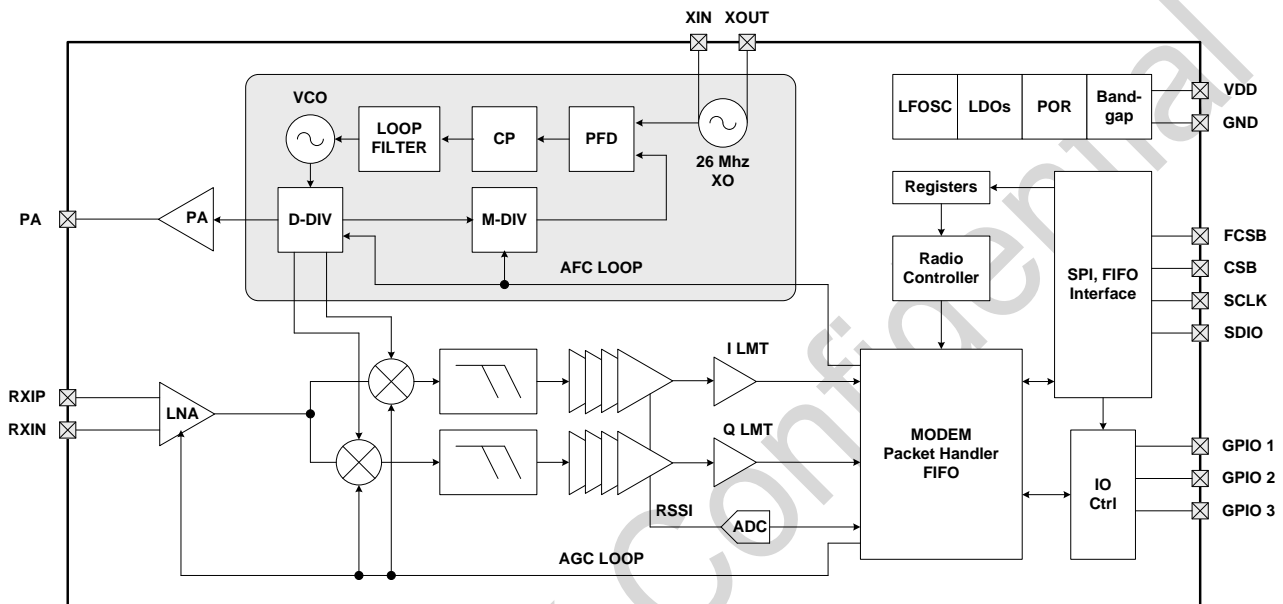 XIN XOUT
VCO
LOOP
FILTER
CP
PFD
26 Mhz
XO
LFOSC
LDOs
POR
Band-
gap
VDD
GND
PA
PA
D-DIV
M-DIV
AFC LOOP
Registers
Radio
Controller
SPI, FIFO
Interface
FCSB
CSB
SCLK
SDIO
RXIP
RXIN
LNA
I LMT
Q LMT
RSSI
ADC
AGC LOOP
MODEM
Packet Handler
FIFO
IO
Ctrl
GPIO 1
GPIO 2
GPIO 3
Confidential